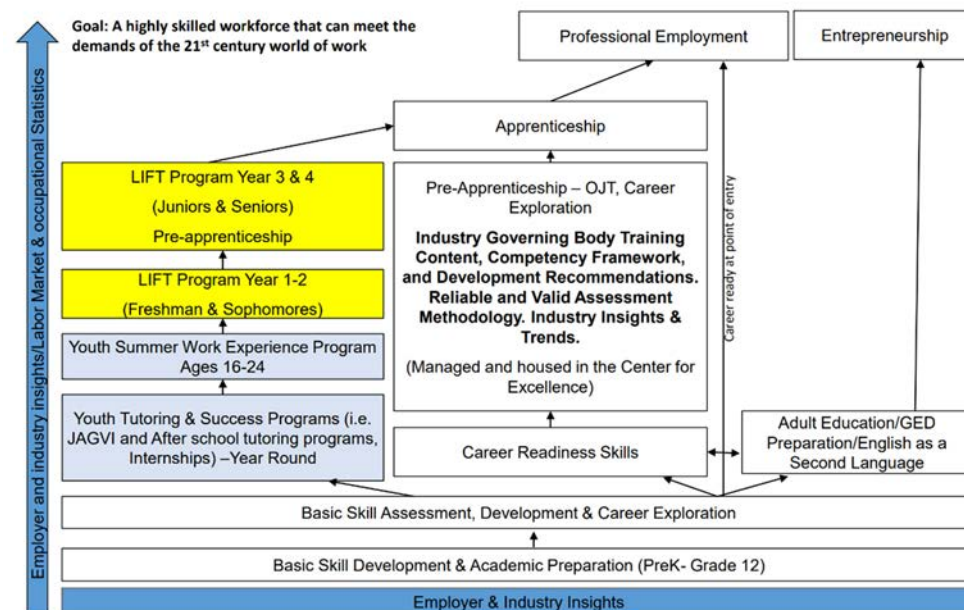 Goal: A highly skilled workforce that can meet the
demands of the 21st century world of work
Professional Employment
Entrepreneurship
Apprenticeship
LIFT Program Year 3 & 4
(Juniors & Seniors)
Pre-apprenticeship
LIFT Program Year 1-2
(Freshman & Sophomores)
Youth Summer Work Experience Program
Ages 16-24
Youth Tutoring & Success Programs (i.e.
JAGVI and After school tutoring programs,
Internships) –Year Round
Pre-Apprenticeship – OJT, Career
Exploration
Industry Governing Body Training
Content, Competency Framework,
and Development Recommendations.
Reliable and Valid Assessment
Methodology. Industry Insights &
Trends.
(Managed and housed in the Center for
Excellence)
Career Readiness Skills
Career ready at point of entry
Adult Education/GED
Preparation/English as a
Second Language
Basic Skill Assessment, Development & Career Exploration
Basic Skill Development & Academic Preparation (PreK- Grade 12)
Employer & Industry Insights
Employer and industry insights/Labor Market & occupational Statistics